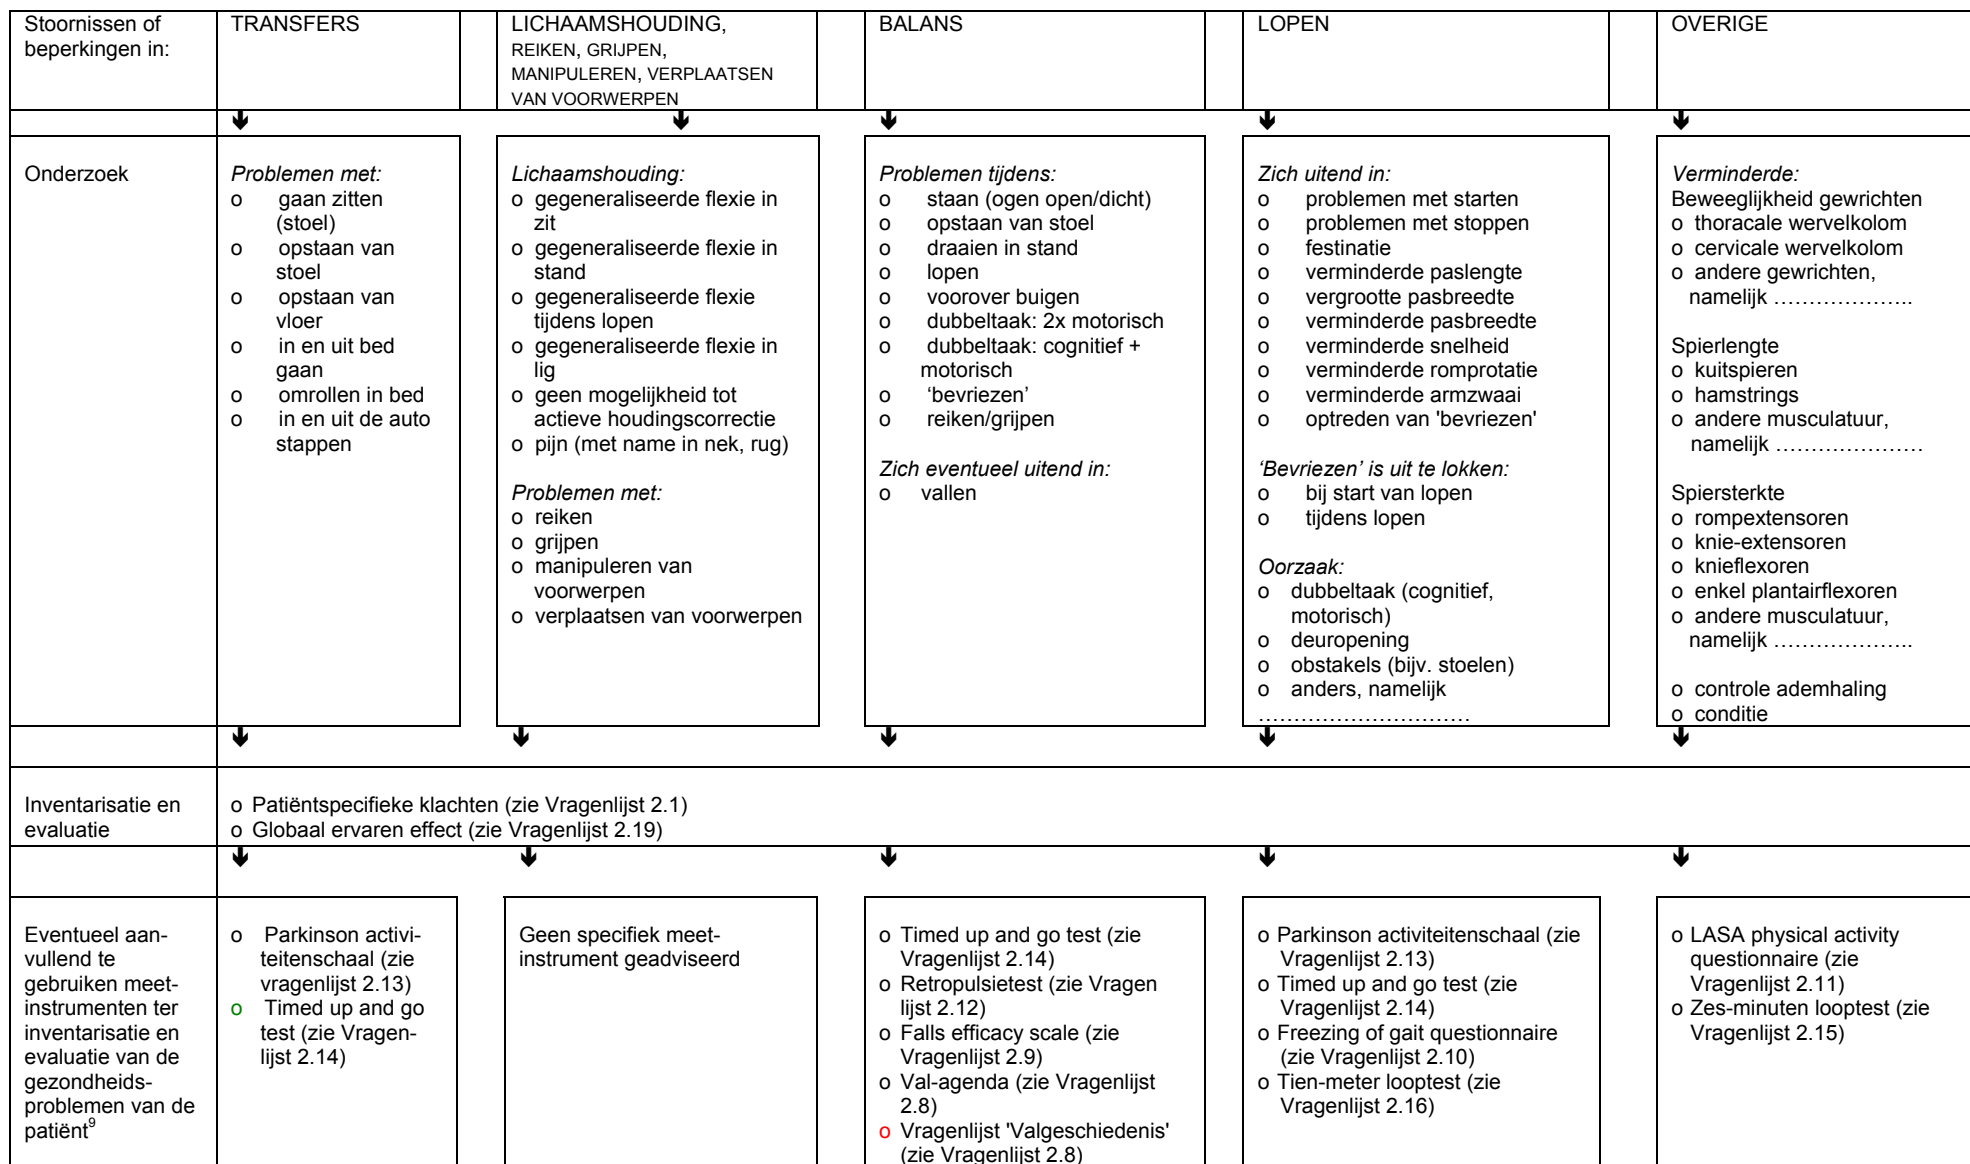 Stoornissen of
beperkingen in:
TRANSFERS
LICHAAMSHOUDING,
REIKEN, GRIJPEN,
MANIPULEREN, VERPLAATSEN
VAN VOORWERPEN
BALANS
LOPEN
OVERIGE
Onderzoek
Problemen met:
o gaan zitten
(stoel)
o opstaan van
stoel
o opstaan van
vloer
o in en uit bed
gaan
o omrollen in bed
o in en uit de auto
stappen
Lichaamshouding:
o gegeneraliseerde flexie in
zit
o gegeneraliseerde flexie in
stand
o gegeneraliseerde flexie
tijdens lopen
o gegeneraliseerde flexie in
lig
o geen mogelijkheid tot
actieve houdingscorrectie
o pijn (met name in nek, rug)
Problemen met:
o reiken
o grijpen
o manipuleren van
voorwerpen
o verplaatsen van voorwerpen
Problemen tijdens:
o staan (ogen open/dicht)
o opstaan van stoel
o draaien in stand
o lopen
o voorover buigen
o dubbeltaak: 2x motorisch
o dubbeltaak: cognitief +
motorisch
o ‘bevriezen’
o reiken/grijpen
Zich eventueel uitend in:
o vallen
Zich uitend in:
o problemen met starten
o problemen met stoppen
o festinatie
o verminderde paslengte
o vergrootte pasbreedte
o verminderde pasbreedte
o verminderde snelheid
o verminderde romprotatie
o verminderde armzwaai
o optreden van 'bevriezen'
‘Bevriezen’ is uit te lokken:
o bij start van lopen
o tijdens lopen
Oorzaak:
o dubbeltaak (cognitief,
motorisch)
o deuropening
o obstakels (bijv. stoelen)
o anders, namelijk
…………………………
Verminderde:
Beweeglijkheid gewrichten
o thoracale wervelkolom
o cervicale wervelkolom
o andere gewrichten,
namelijk ………………..
Spierlengte
o kuitspieren
o hamstrings
o andere musculatuur,
namelijk …………………
Spiersterkte
o rompextensoren
o knie-extensoren
o knieflexoren
o enkel plantairflexoren
o andere musculatuur,
namelijk ………………..
o controle ademhaling
o conditie
Inventarisatie en
evaluatie
o Patiëntspecifieke klachten (zie Vragenlijst 2.1)
o Globaal ervaren effect (zie Vragenlijst 2.19)
Eventueel aan-
vullend te
gebruiken meet-
instrumenten ter
inventarisatie en
evaluatie van de
gezondheids-
problemen van de
patiënt9
o Parkinson activi-
teitenschaal (zie
vragenlijst 2.13)
o Timed up and go
test (zie Vragen-
lijst 2.14)
Geen specifiek meet-
instrument geadviseerd
o Timed up and go test (zie
Vragenlijst 2.14)
o Retropulsietest (zie Vragen
lijst 2.12)
o Falls efficacy scale (zie
Vragenlijst 2.9)
o Val-agenda (zie Vragenlijst
2.8)
o Vragenlijst 'Valgeschiedenis'
(zie Vragenlijst 2.8)
o Parkinson activiteitenschaal (zie
Vragenlijst 2.13)
o Timed up and go test (zie
Vragenlijst 2.14)
o Freezing of gait questionnaire
(zie Vragenlijst 2.10)
o Tien-meter looptest (zie
Vragenlijst 2.16)
o LASA physical activity
questionnaire (zie
Vragenlijst 2.11)
o Zes-minuten looptest (zie
Vragenlijst 2.15)